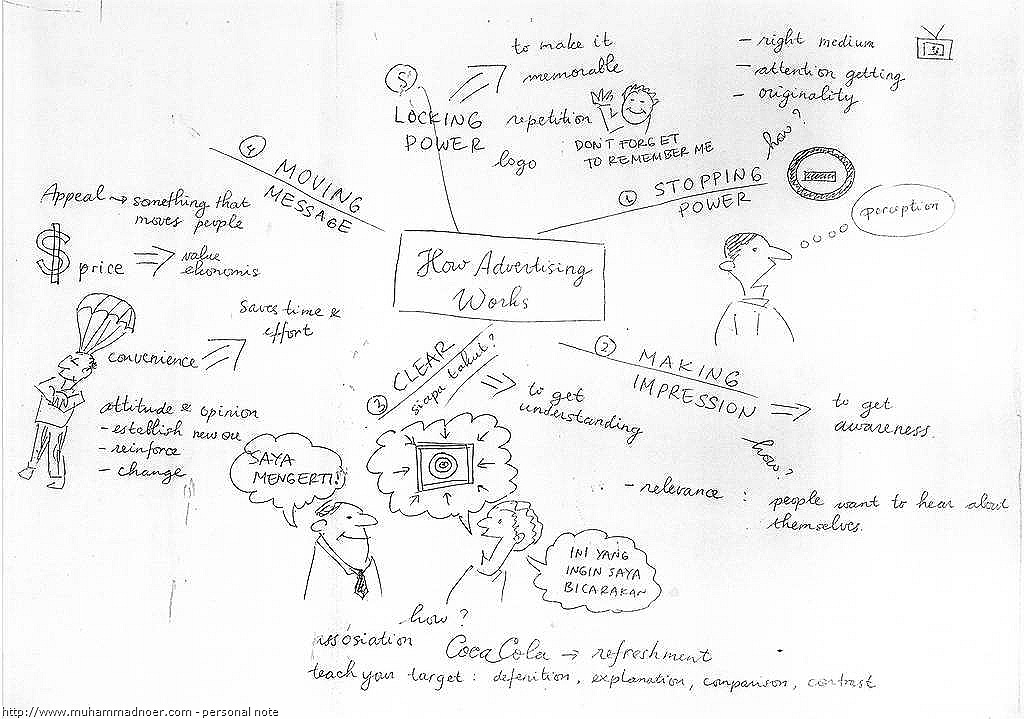 How Advertising
Works
1 STOPPING
POWER
how?
- right medium
- attention getting
- originality
perception
2 MAKING
IMPRESSION
to get
awareness.
how?
- relevance : people want to hear about
themselves.
3 CLEAR
siapa takut?
to get
understanding
SAYA
MENGERTI!
INI YANG
INGIN SAYA
BICARAKAN
how?
assosiation Coca Cola → refreshment
teach your target : defenition, explanation, comparison, contrast
4 MOVING
MESSAGE
Appeal → something that
moves people
$ price
value
ekonomis
convenience
saves time &
effort
attitude & opinion
- establish new one
- reinforce
- change
5
LOCKING
POWER
to make it
memorable
repetition
logo
DON'T FORGET
TO REMEMBER ME
http://www.muhammadnoer.com - personal note